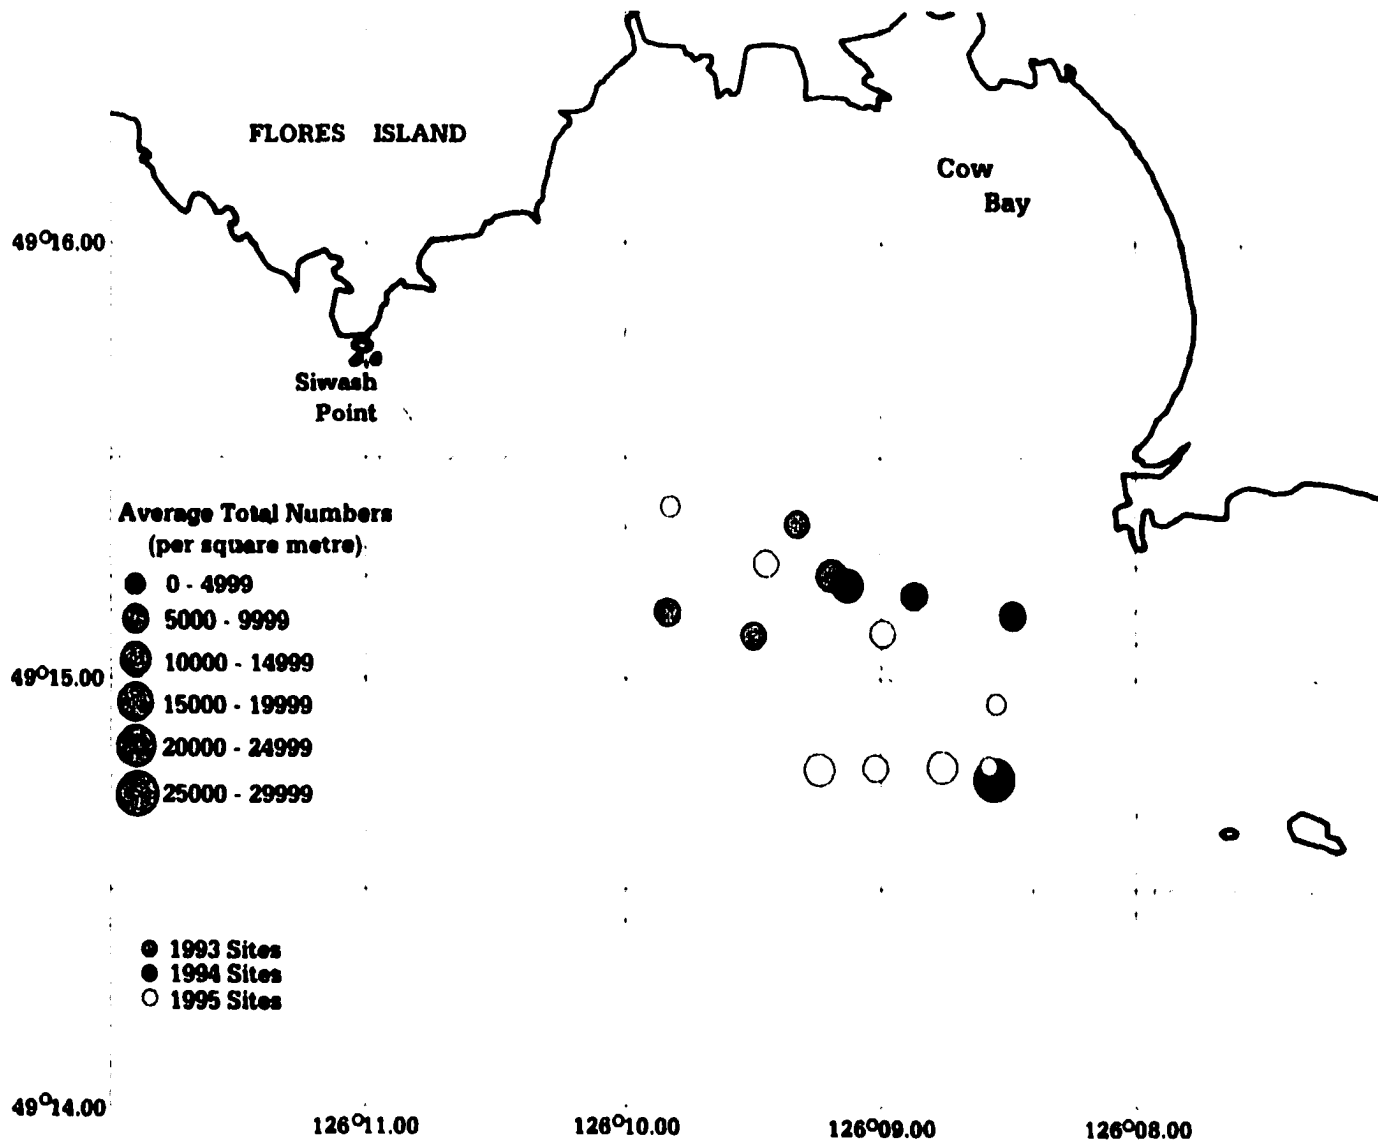 FLORES ISLAND
Cow
Bay
49°16.00
Siwash
Point
Average Total Numbers
(per square metre)
0 - 4999
5000 - 9999
10000 - 14999
15000 - 19999
20000 - 24999
25000 - 29999
49°15.00
1993 Sites
1994 Sites
1995 Sites
49°14.00
126°11.00
126°10.00
126°09.00
126°08.00